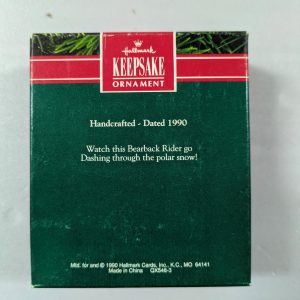 Hallmark
KEEPSAKE
ORNAMENT
Handcrafted - Dated 1990
Watch this Bearback Rider go
Dashing through the polar snow!
Mfd. for and © 1990 Hallmark Cards, Inc., K.C., MO 64141
Made in China QX548-3